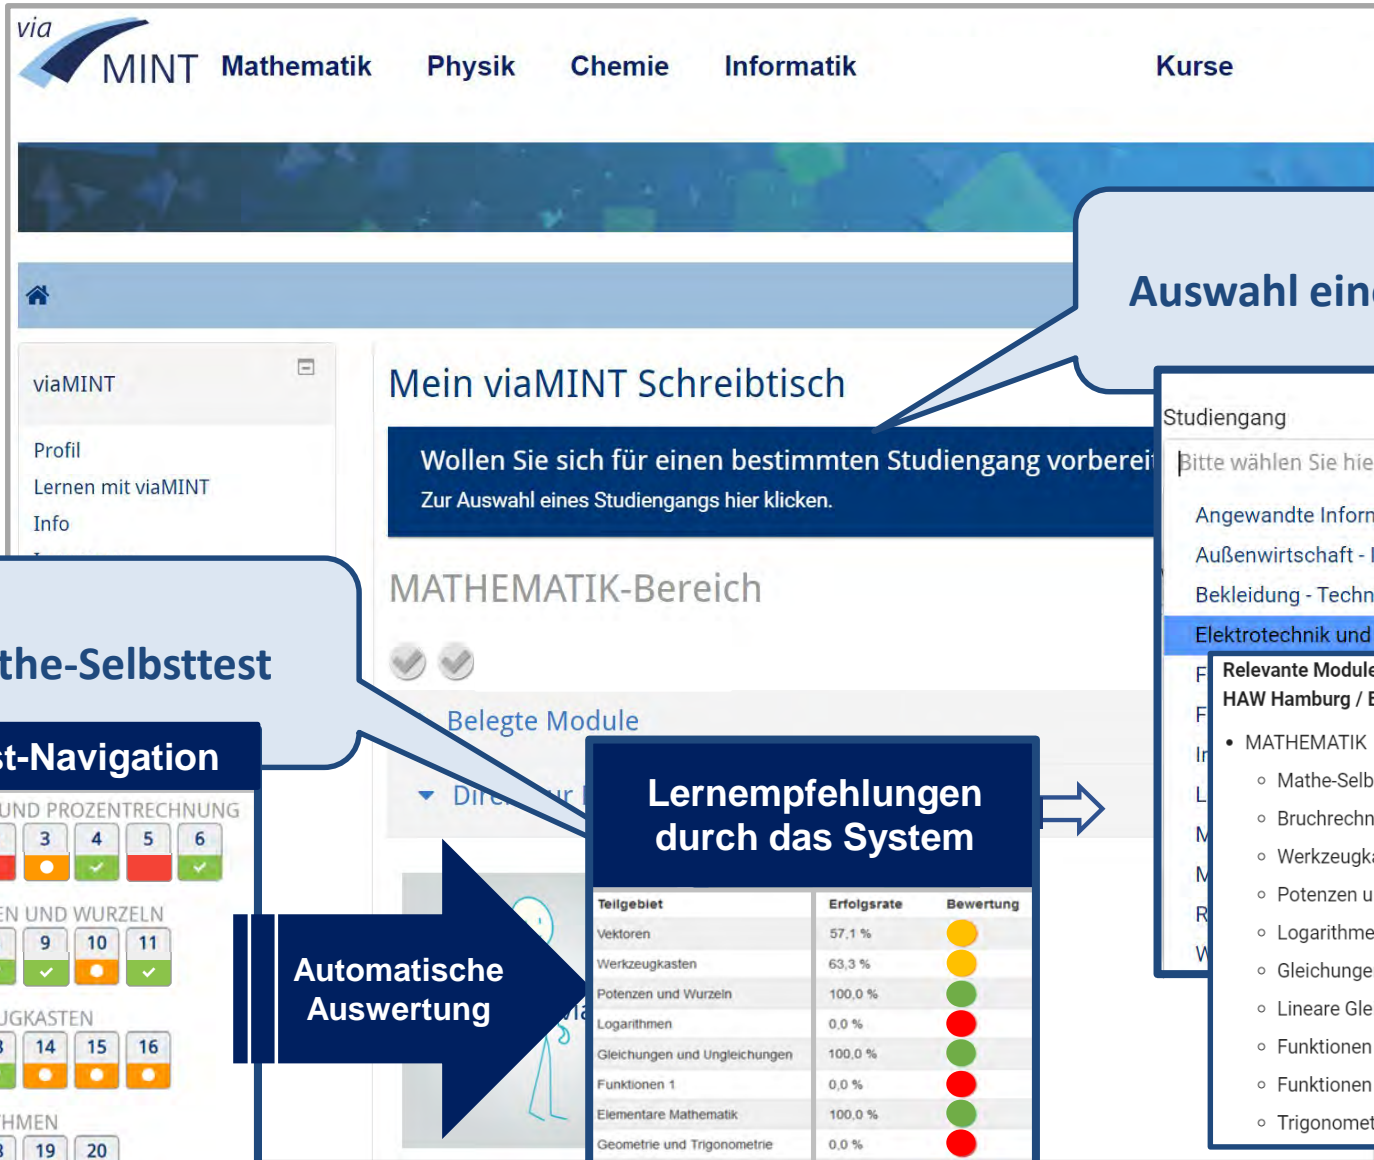 via
MINT
Mathematik Physik Chemie Informatik Kurse
Auswahl ein
viaMINT
Profil
Lernen mit viaMINT
Info
Mein viaMINT Schreibtisch
Wollen Sie sich für einen bestimmten Studiengang vorbereit
Zur Auswahl eines Studiengangs hier klicken.
MATHEMATIK-Bereich
Belegte Module
Studiengang
Bitte wählen Sie hie
Angewandte Inform
Außenwirtschaft - I
Bekleidung - Techn
Elektrotechnik und
Relevante Module
HAW Hamburg / E
MATHEMATIK
Mathe-Selb
Bruchrechn
Werkzeugka
Potenzen u
Logarithme
Gleichunge
Lineare Gle
Funktionen
Funktionen
Trigonomet
the-Selbsttest
st-Navigation
UND PROZENTRECHNUNG
3 4 5 6
EN UND WURZELN
9 10 11
UGKASTEN
14 15 16
HMEN
19 20
Automatische
Auswertung
Lernempfehlungen
durch das System
Teilgebiet Erfolgsrate Bewertung
Vektoren 57,1 %
Werkzeugkasten 63,3 %
Potenzen und Wurzeln 100,0 %
Logarithmen 0,0 %
Gleichungen und Ungleichungen 100,0 %
Funktionen 1 0,0 %
Elementare Mathematik 100,0 %
Geometrie und Trigonometrie 0,0 %